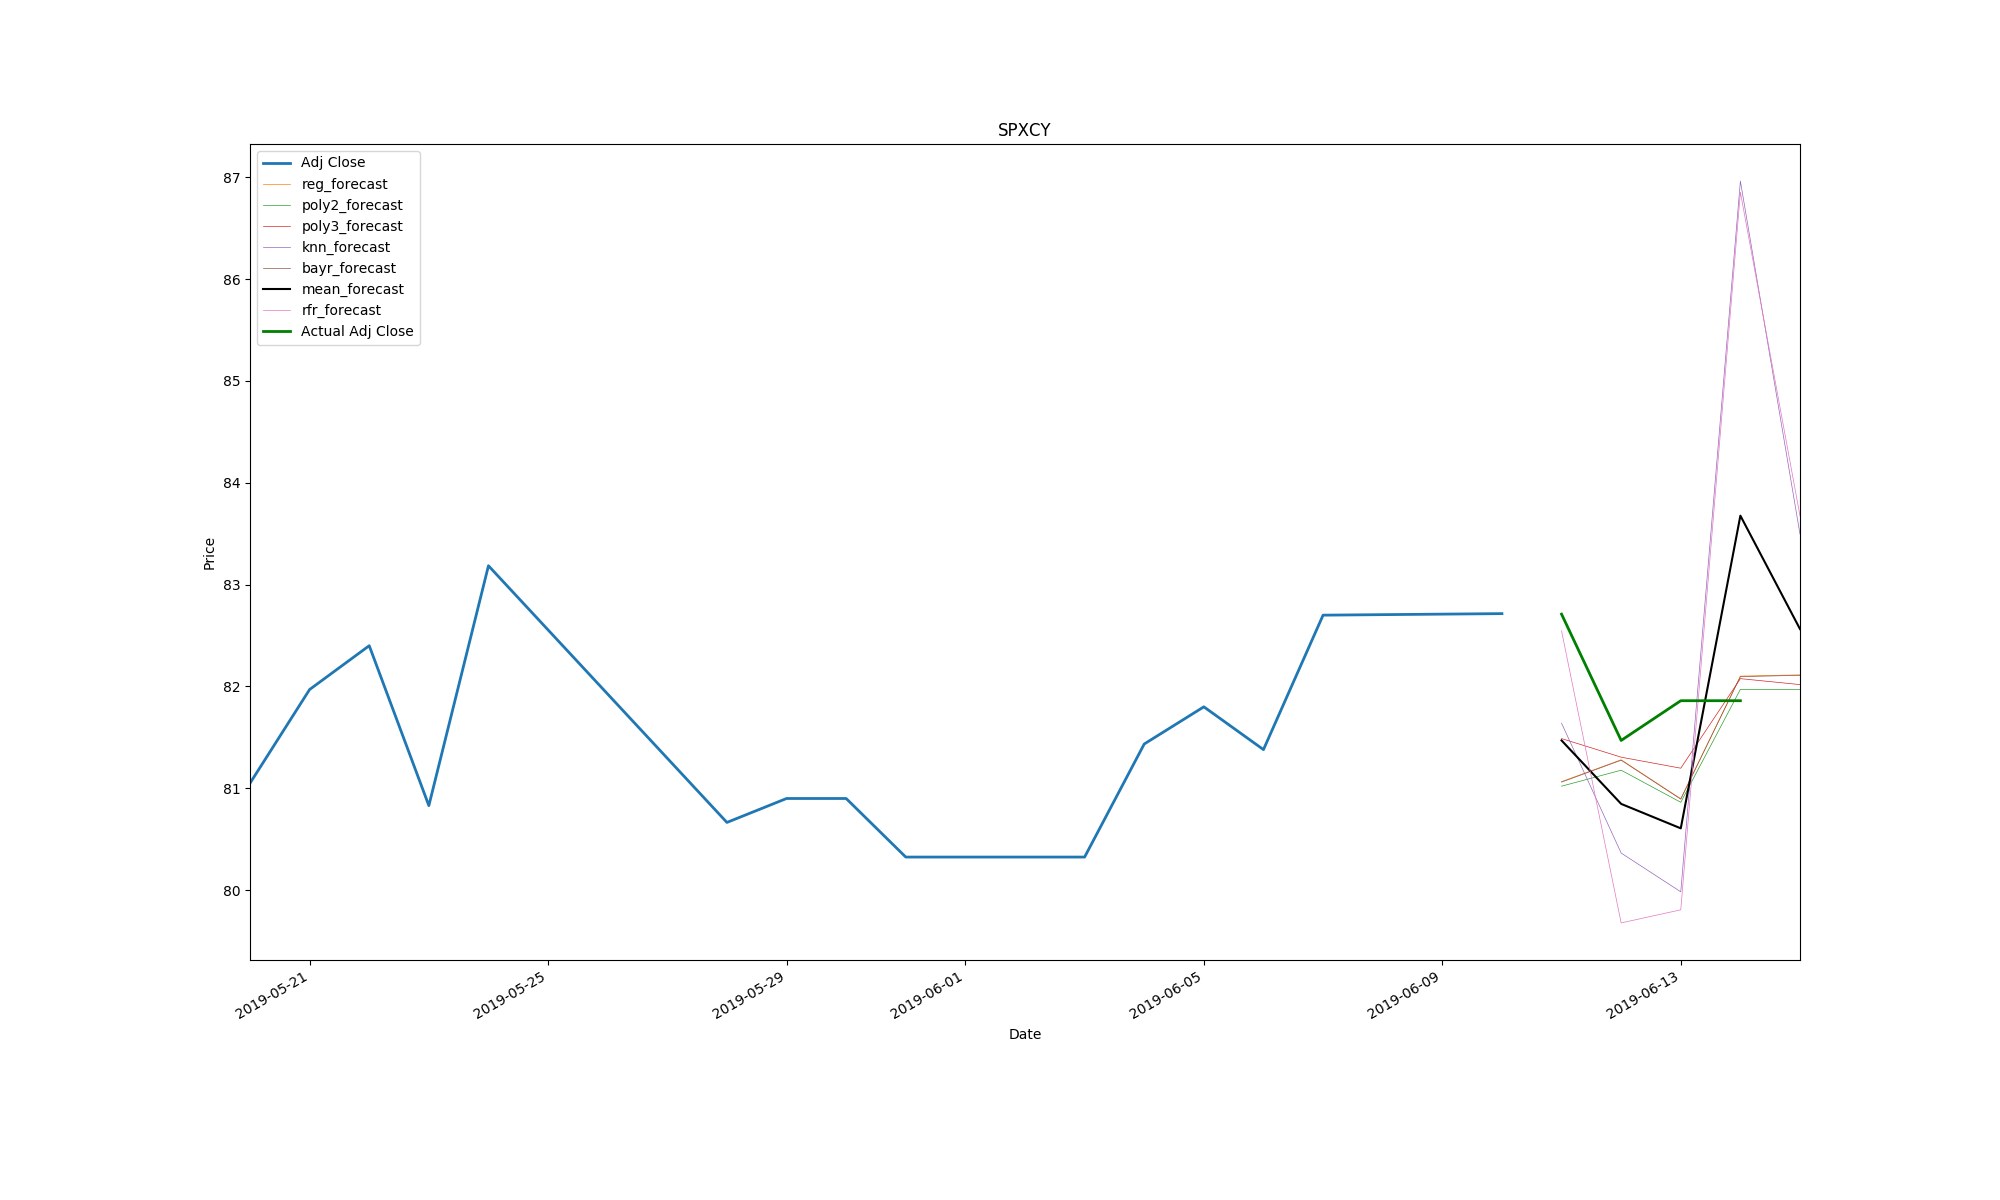 SPXCY
Adj Close
reg_forecast
poly2_forecast
poly3_forecast
knn_forecast
bayr_forecast
mean_forecast
rfr_forecast
Actual Adj Close
87
86
85
84
83
82
81
80
Price
2019-05-21
2019-05-25
2019-05-29
2019-06-01
2019-06-05
2019-06-09
2019-06-13
Date